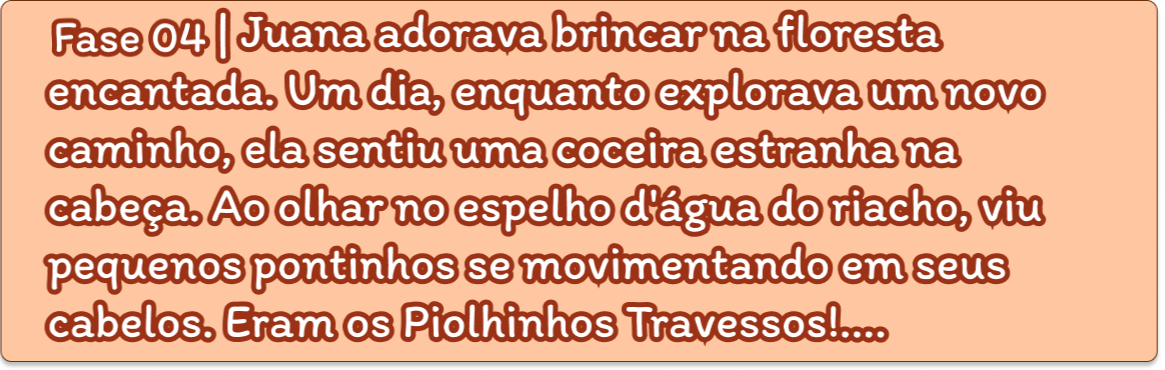 Fase 04 | Juana adorava brincar na floresta
encantada. Um dia, enquanto explorava um novo
caminho, ela sentiu uma coceira estranha na
cabeça. Ao olhar no espelho d'água do riacho, viu
pequenos pontinhos se movimentando em seus
cabelos. Eram os Piolhinhos Travessos!....